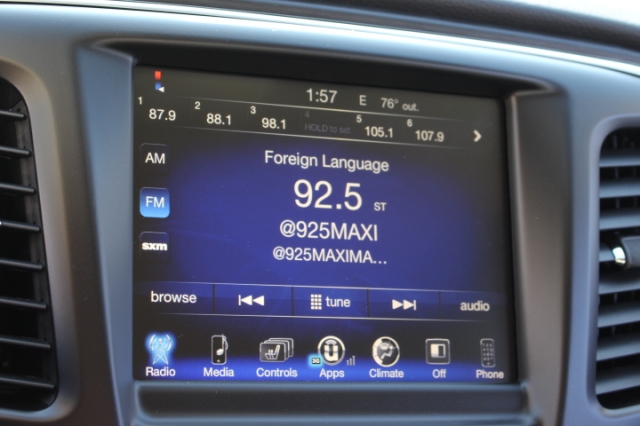 1:57 E 76° out.
1 87.9 2 88.1 3 98.1 4 HOLD to set 5 105.1 6 107.9
AM
Foreign Language
FM
92.5 ST
@925MAXI
sxm
@925MAXIMA...
browse tune audio
3G
Radio Media Controls Apps Climate Off Phone